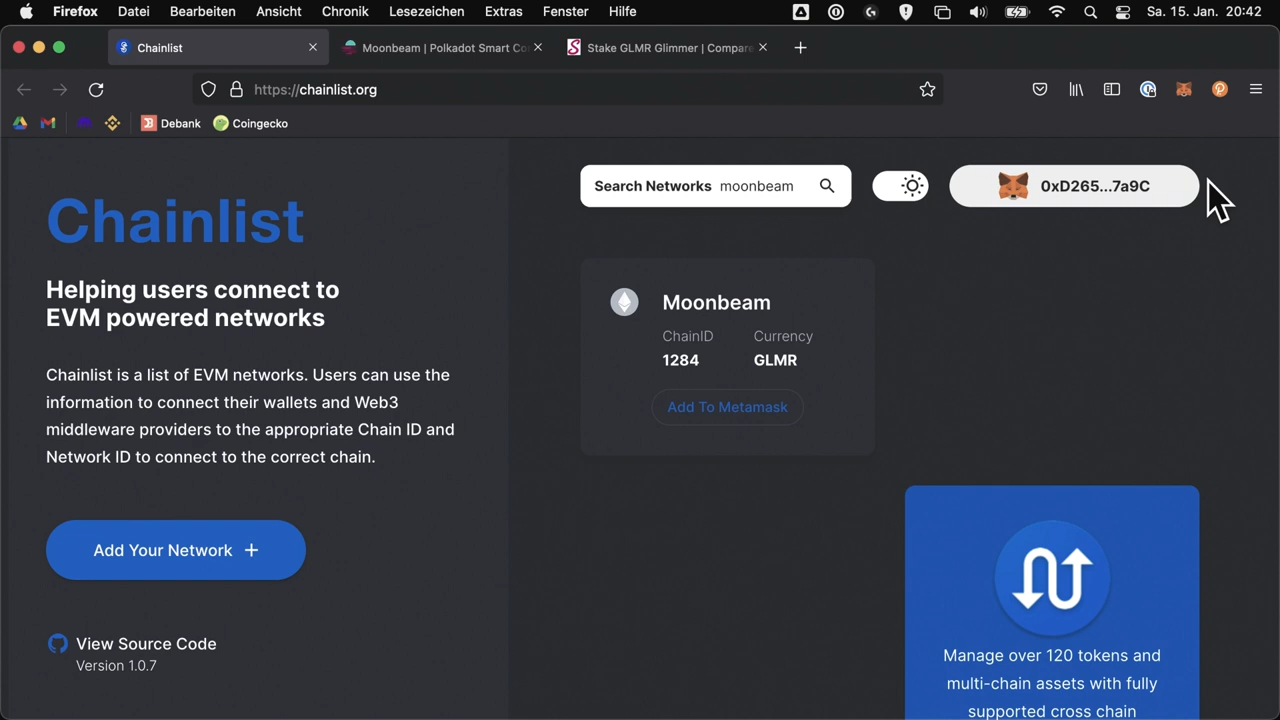 Firefox Datei Bearbeiten Ansicht Chronik Lesezeichen Extras Fenster Hilfe Sa. 15. Jan. 20:42
Chainlist Moonbeam | Polkadot Smart Co Stake GLMR Glimmer | Compare
https://chainlist.org
Debank Coingecko
Search Networks moonbeam 0xD265...7a9C
Chainlist
Helping users connect to
EVM powered networks
Chainlist is a list of EVM networks. Users can use the
information to connect their wallets and Web3
middleware providers to the appropriate Chain ID and
Network ID to connect to the correct chain.
Add Your Network +
View Source Code
Version 1.0.7
Moonbeam
ChainID Currency
1284 GLMR
Add To Metamask
Manage over 120 tokens and
multi-chain assets with fully
supported cross chain